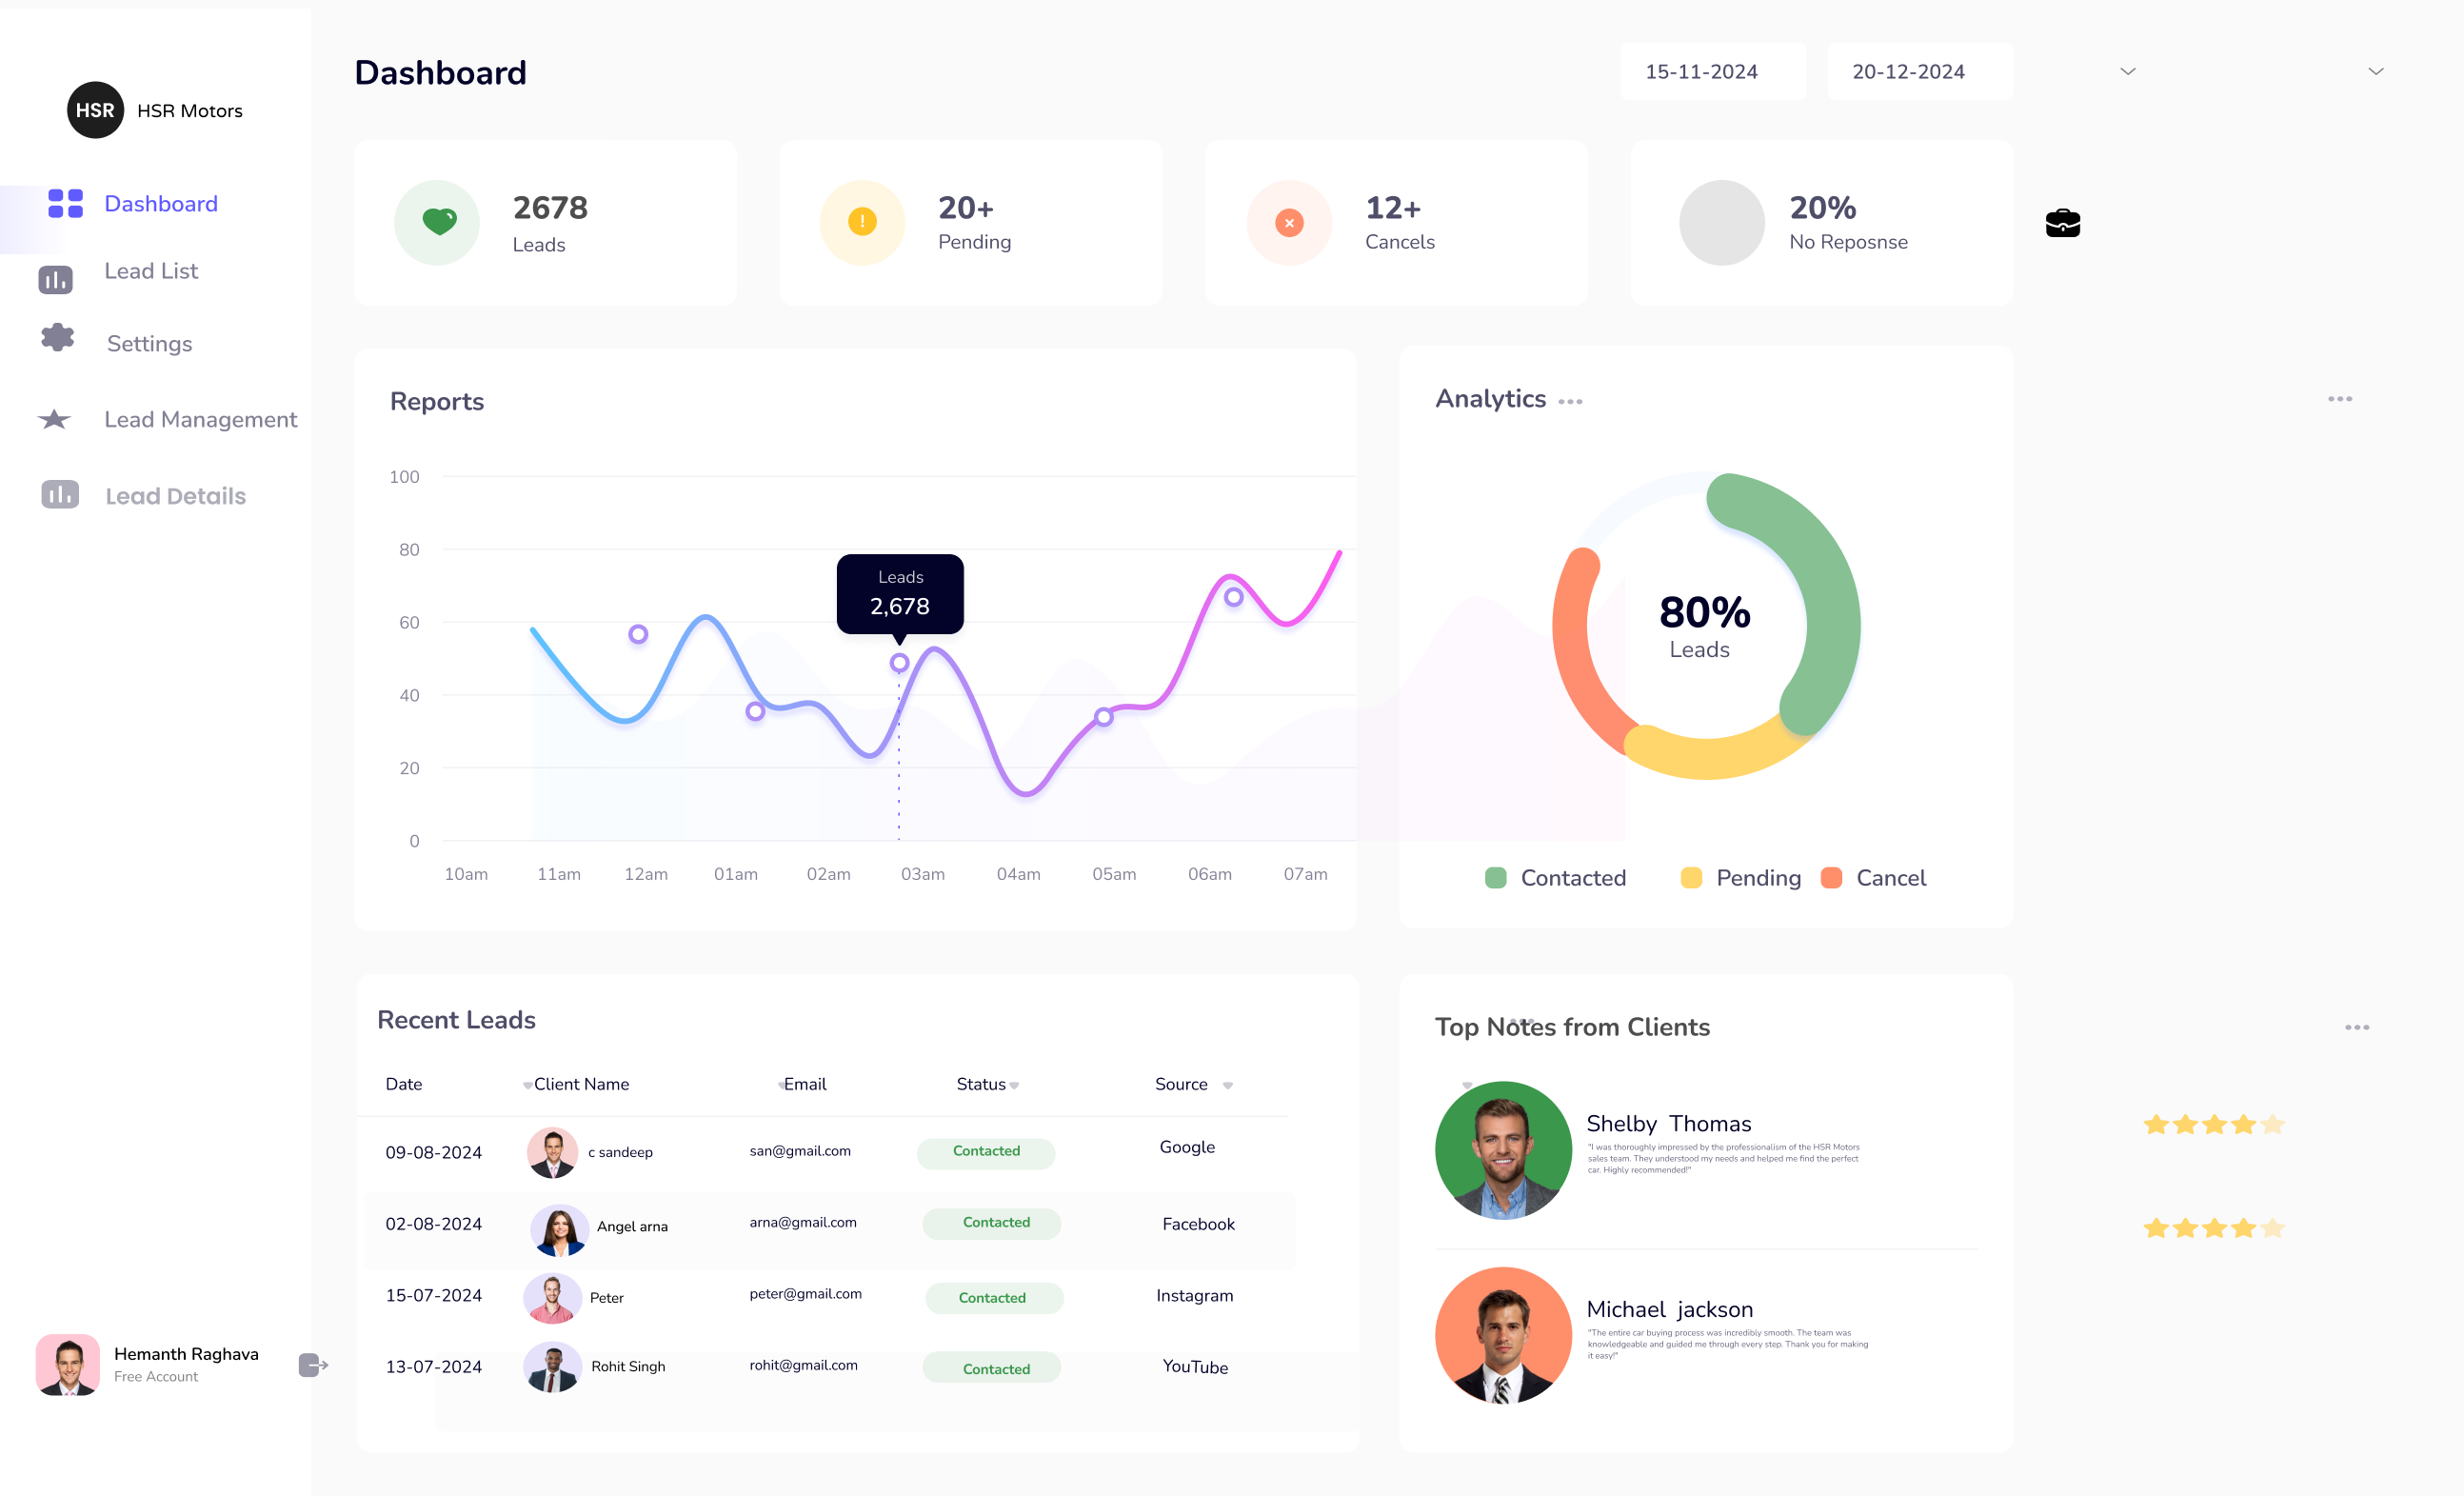 HSR
HSR Motors
Dashboard
Lead List
Settings
Lead Management
Lead Details
Hemanth Raghava
Free Account
Dashboard
15-11-2024
20-12-2024
2678
Leads
20+
Pending
12+
Cancels
20%
No Reposnse
Reports
100
80
60
40
20
0
Leads
2,678
10am 11am 12am 01am 02am 03am 04am 05am 06am 07am
Analytics
80%
Leads
Contacted Pending Cancel
Recent Leads
Date Client Name Email Status Source
09-08-2024 c sandeep san@gmail.com Contacted Google
02-08-2024 Angel arna arna@gmail.com Contacted Facebook
15-07-2024 Peter peter@gmail.com Contacted Instagram
13-07-2024 Rohit Singh rohit@gmail.com Contacted YouTube
Top Notes from Clients
Shelby Thomas
"I was thoroughly impressed by the professionalism of the HSR Motors
sales team. They understood my needs and helped me find the perfect
car. Highly recommended!"
Michael jackson
"The entire car buying process was incredibly smooth. The team was
knowledgeable and guided me through every step. Thank you for making
it easy!"